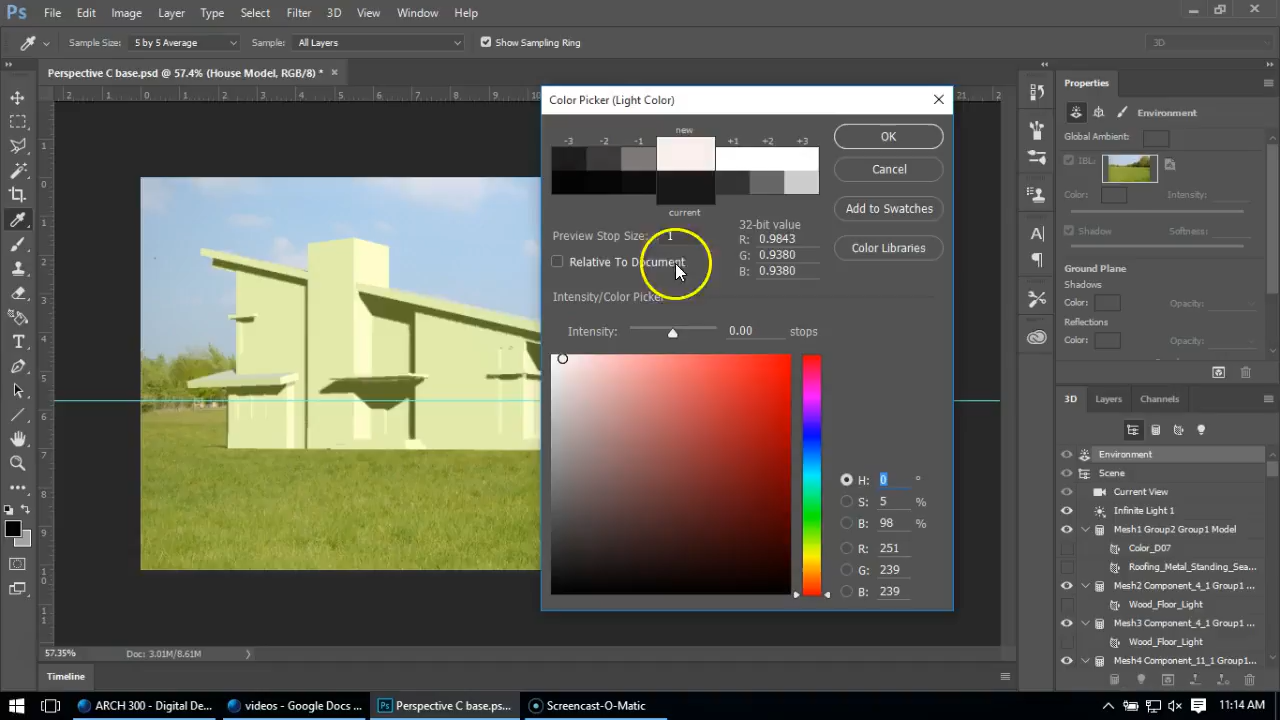 Ps File Edit Image Layer Type Select Filter 3D View Window Help
Sample Size: 5 by 5 Average Sample: All Layers Show Sampling Ring 3D
Perspective C base.psd @ 57.4% (House Model, RGB/8) * ×
Color Picker (Light Color)
new
-3 -2 -1 +1 +2 +3
current
OK
Cancel
Add to Swatches
Color Libraries
Preview Stop Size: 1
Relative To Document
32-bit value
R: 0.9843
G: 0.9380
B: 0.9380
Intensity/Color Picker
Intensity: 0.00 stops
H: 0 °
S: 5 %
B: 98 %
R: 251
G: 239
B: 239
Properties
Environment
Global Ambient:
IBL:
Color: Intensity:
Shadow Softness:
Ground Plane
Shadows
Color: Opacity:
Reflections
Color: Opacity:
3D Layers Channels
Environment
Scene
Current View
Infinite Light 1
Mesh1 Group2 Group1 Model
Color_D07
Roofing_Metal_Standing_Sea...
Mesh2 Component_4_1 Group1 ...
Wood_Floor_Light
Mesh3 Component_6_1 Group1 ...
Wood_Floor_Light
Mesh4 Component_11_1 Group1...
57.35% Doc: 3.01M/8.61M
Timeline
ARCH 300 - Digital De... videos - Google Docs ... Perspective C base.ps... Screencast-O-Matic 11:14 AM